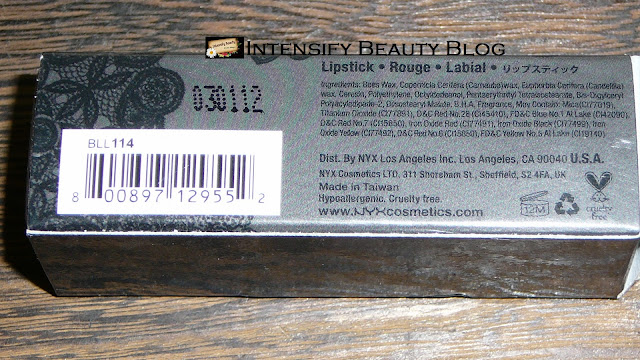 INTENSIFY BEAUTY BLOG
Lipstick • Rouge • Labial • リップスティック
Ingredients: Bees Wax, Copernicia Cerifera (Carnauba) wax, Euphorbia Cerifera (Candelilla)
wax, Ceresin, Polyethylene, Octyldodecanol, Pentaerythrityl Tetraisostearate, Bis-Diglyceryl
Polyacyladipate-2, Diisostearyl Malate, B.H.A, Fragrance, May Contain: Mica(CI77019),
Titanium Dioxide (CI77891), D&C Red No.28 (CI45410), FD&C Blue No.1 Al Lake (CI42090),
D&C Red No.7 (CI15850), Iron Oxide Red (CI77491), Iron Oxide Black (CI77499), Iron
Oxide Yellow (CI77492), D&C Red No.6 (CI15850), FD&C Yellow No.5 Al Lake (CI19140)
030112
BLL114
8 00897 12955 2
Dist. By NYX Los Angeles Inc. Los Angeles, CA 90040 U.S.A.
NYX Cosmetics LTD. 311 Shoreham St., Sheffield, S2 4FA, UK
Made in Taiwan
Hypoallergenic. Cruelty free.
www.NYXcosmetics.com
12M
cruelty
free